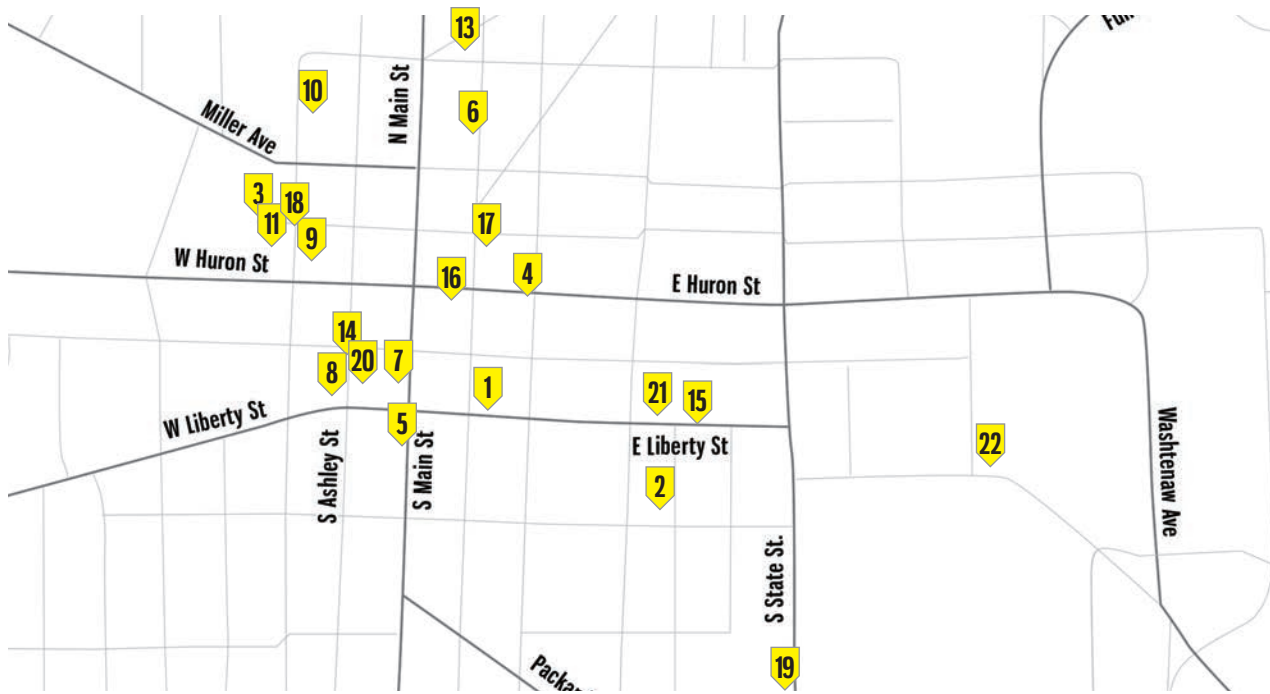 13
10
N Main St
6
Miller Ave
3
18
11
9
17
W Huron St
16
4
E Huron St
14
8
20
7
1
21
15
W Liberty St
5
E Liberty St
22
S Ashley St
S Main St
2
Washtenaw Ave
S State St.
19
Packa